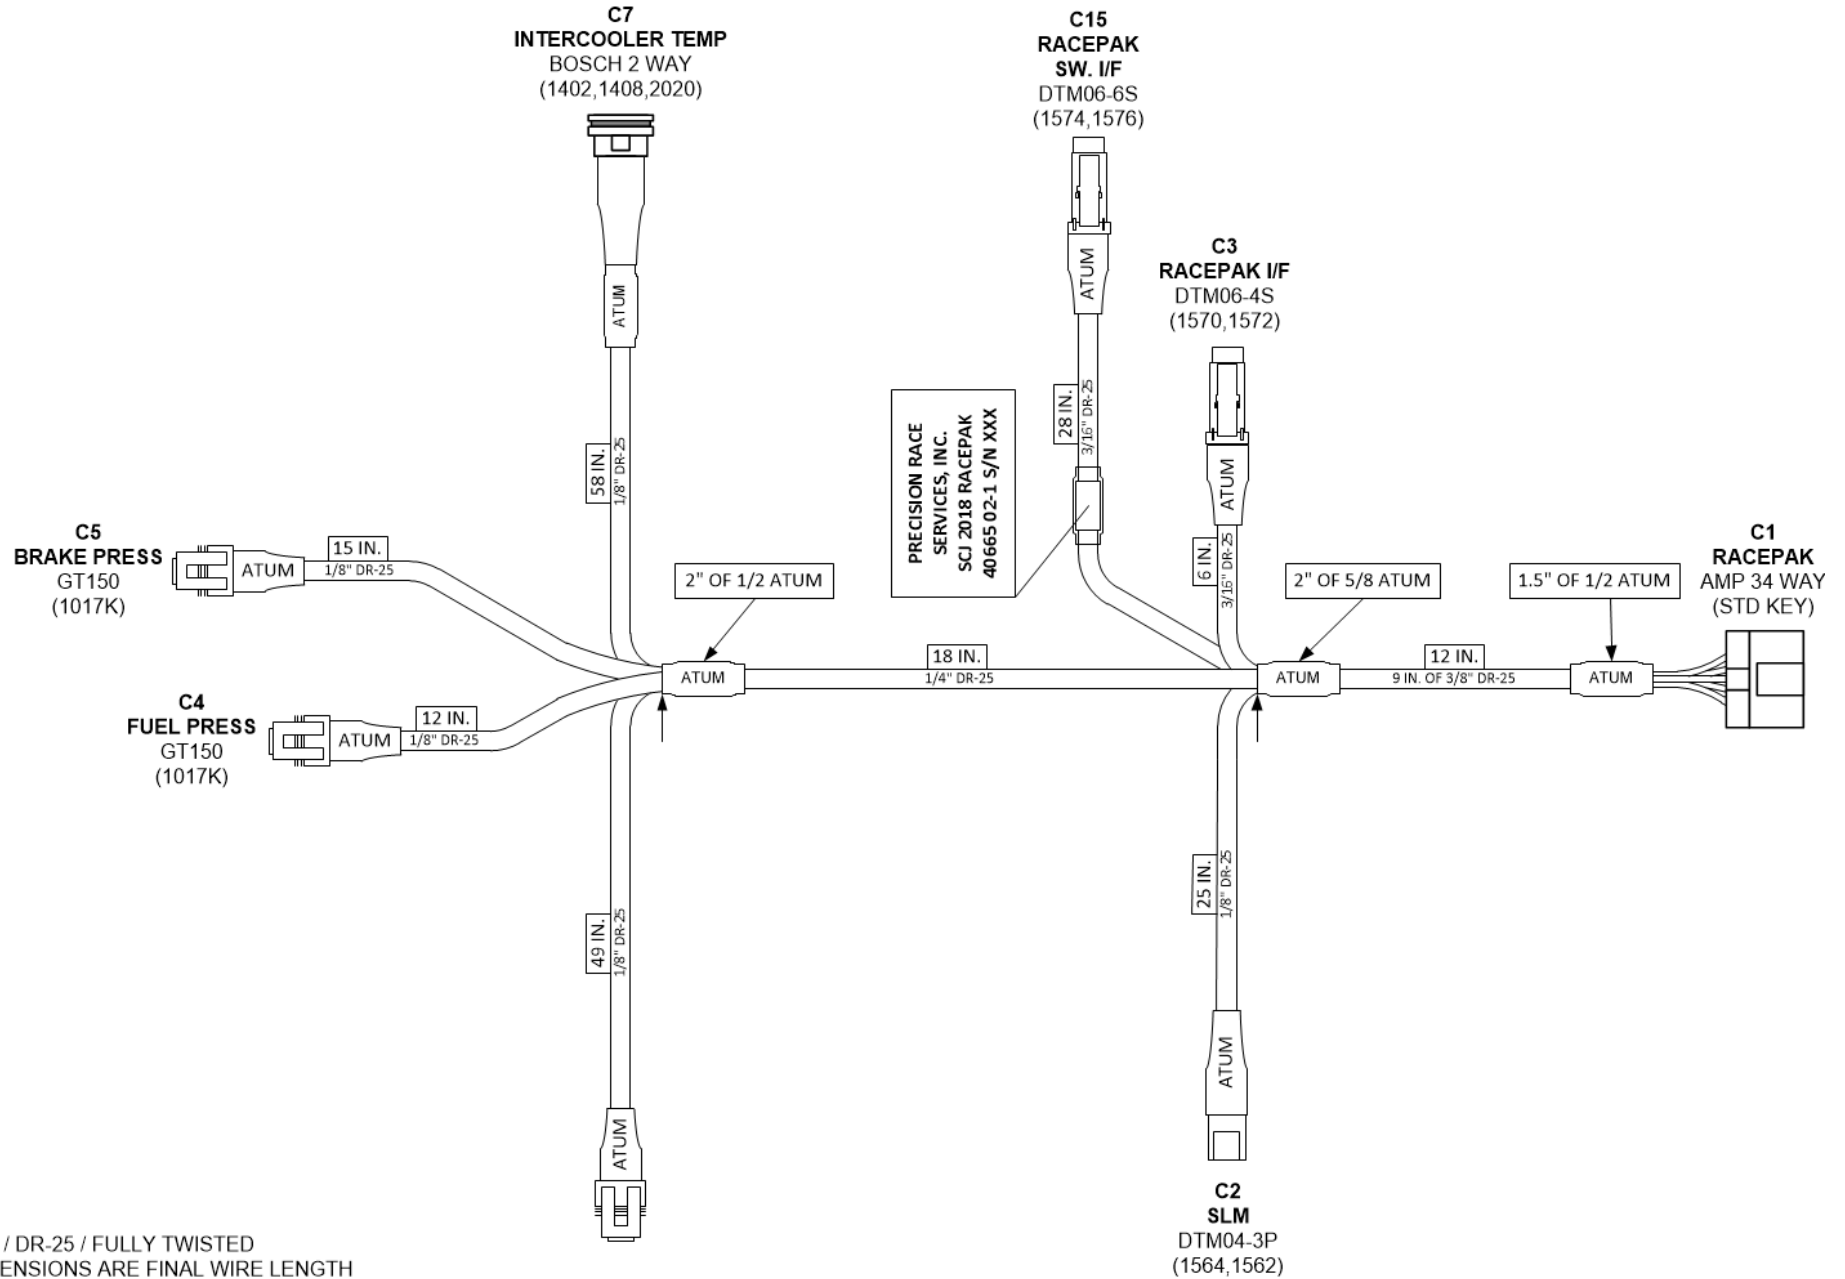 C7
INTERCOOLER TEMP
BOSCH 2 WAY
(1402,1408,2020)
ATUM
58 IN.
1/8" DR-25
C15
RACEPAK
SW. I/F
DTM06-6S
(1574,1576)
ATUM
28 IN.
3/16" DR-25
C3
RACEPAK I/F
DTM06-4S
(1570,1572)
ATUM
6 IN.
3/16" DR-25
PRECISION RACE
SERVICES, INC.
SCJ 2018 RACEPAK
40665 02-1 S/N XXX
C5
BRAKE PRESS
GT150
(1017K)
ATUM
15 IN.
1/8" DR-25
2" OF 1/2 ATUM
2" OF 5/8 ATUM
1.5" OF 1/2 ATUM
C1
RACEPAK
AMP 34 WAY
(STD KEY)
ATUM
18 IN.
1/4" DR-25
ATUM
12 IN.
9 IN. OF 3/8" DR-25
ATUM
C4
FUEL PRESS
GT150
(1017K)
ATUM
12 IN.
1/8" DR-25
49 IN.
1/8" DR-25
ATUM
25 IN.
1/8" DR-25
ATUM
C2
SLM
DTM04-3P
(1564,1562)
/ DR-25 / FULLY TWISTED
ENSIONS ARE FINAL WIRE LENGTH